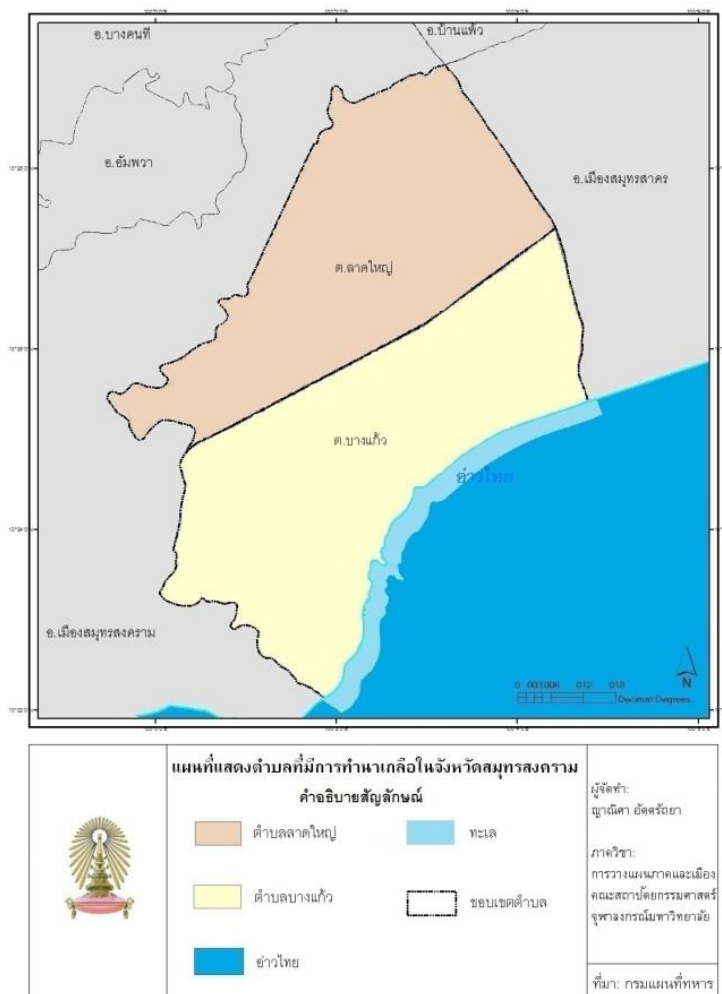 อ.บางคนที
อ.บ้านแพ้ว
อ.อัมพวา
อ.เมืองสมุทรสาคร
ต.ลาดใหญ่
ต.บางแก้ว
อ่าวไทย
อ.เมืองสมุทรสงคราม
N
0 003006 012 018
Decimal Degrees
แผนที่แสดงตำบลที่มีการทำนาเกลือในจังหวัดสมุทรสงคราม
คำอธิบายสัญลักษณ์
ตำบลลาดใหญ่
ทะเล
ตำบลบางแก้ว
ขอบเขตตำบล
อ่าวไทย
ผู้จัดทำ:
ญาณิศา อัตตรัถยา
ภาควิชา:
การวางแผนภาคและเมือง
คณะสถาปัตยกรรมศาสตร์
จุฬาลงกรณ์มหาวิทยาลัย
ที่มา: กรมแผนที่ทหาร